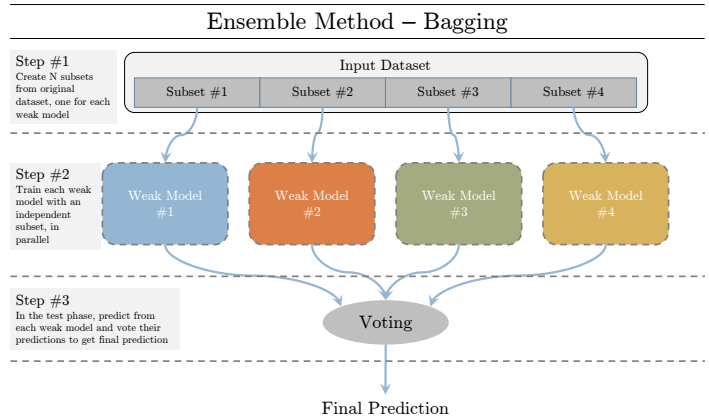 Ensemble Method – Bagging
Step #1
Create N subsets
from original
dataset, one for each
weak model
Input Dataset
Subset #1
Subset #2
Subset #3
Subset #4
Step #2
Train each weak
model with an
independent
subset, in
parallel
Weak Model
#1
Weak Model
#2
Weak Model
#3
Weak Model
#4
Step #3
In the test phase, predict from
each weak model and vote their
predictions to get final prediction
Voting
Final Prediction